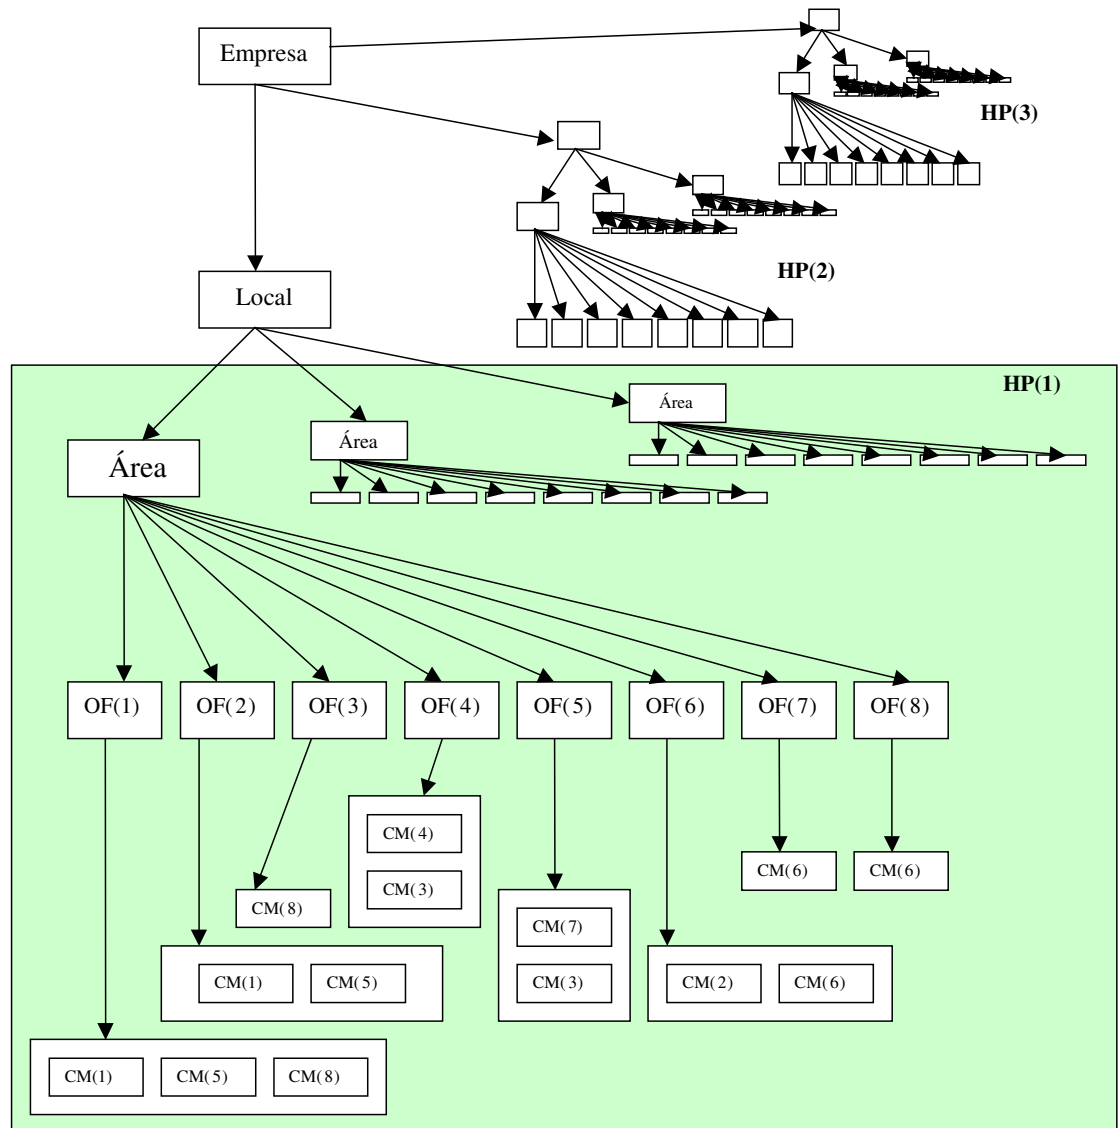 Empresa
HP(3)
HP(2)
Local
HP(1)
Área
Área
Área
OF(1) OF(2) OF(3) OF(4) OF(5) OF(6) OF(7) OF(8)
CM(4)
CM(3)
CM(6) CM(6)
CM(8)
CM(7)
CM(3)
CM(1) CM(5)
CM(2) CM(6)
CM(1) CM(5) CM(8)